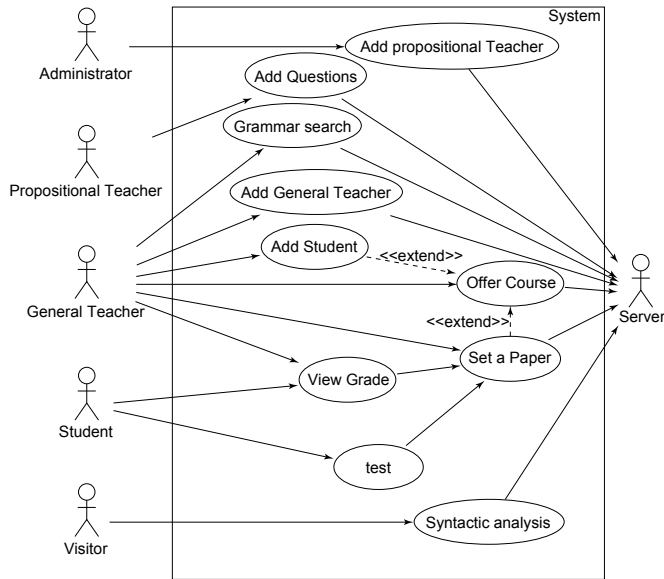 System
Add propositional Teacher
Administrator
Add Questions
Grammar search
Propositional Teacher
Add General Teacher
Add Student
<<extend>>
Offer Course
General Teacher
Server
<<extend>>
Set a Paper
View Grade
Student
test
Syntactic analysis
Visitor